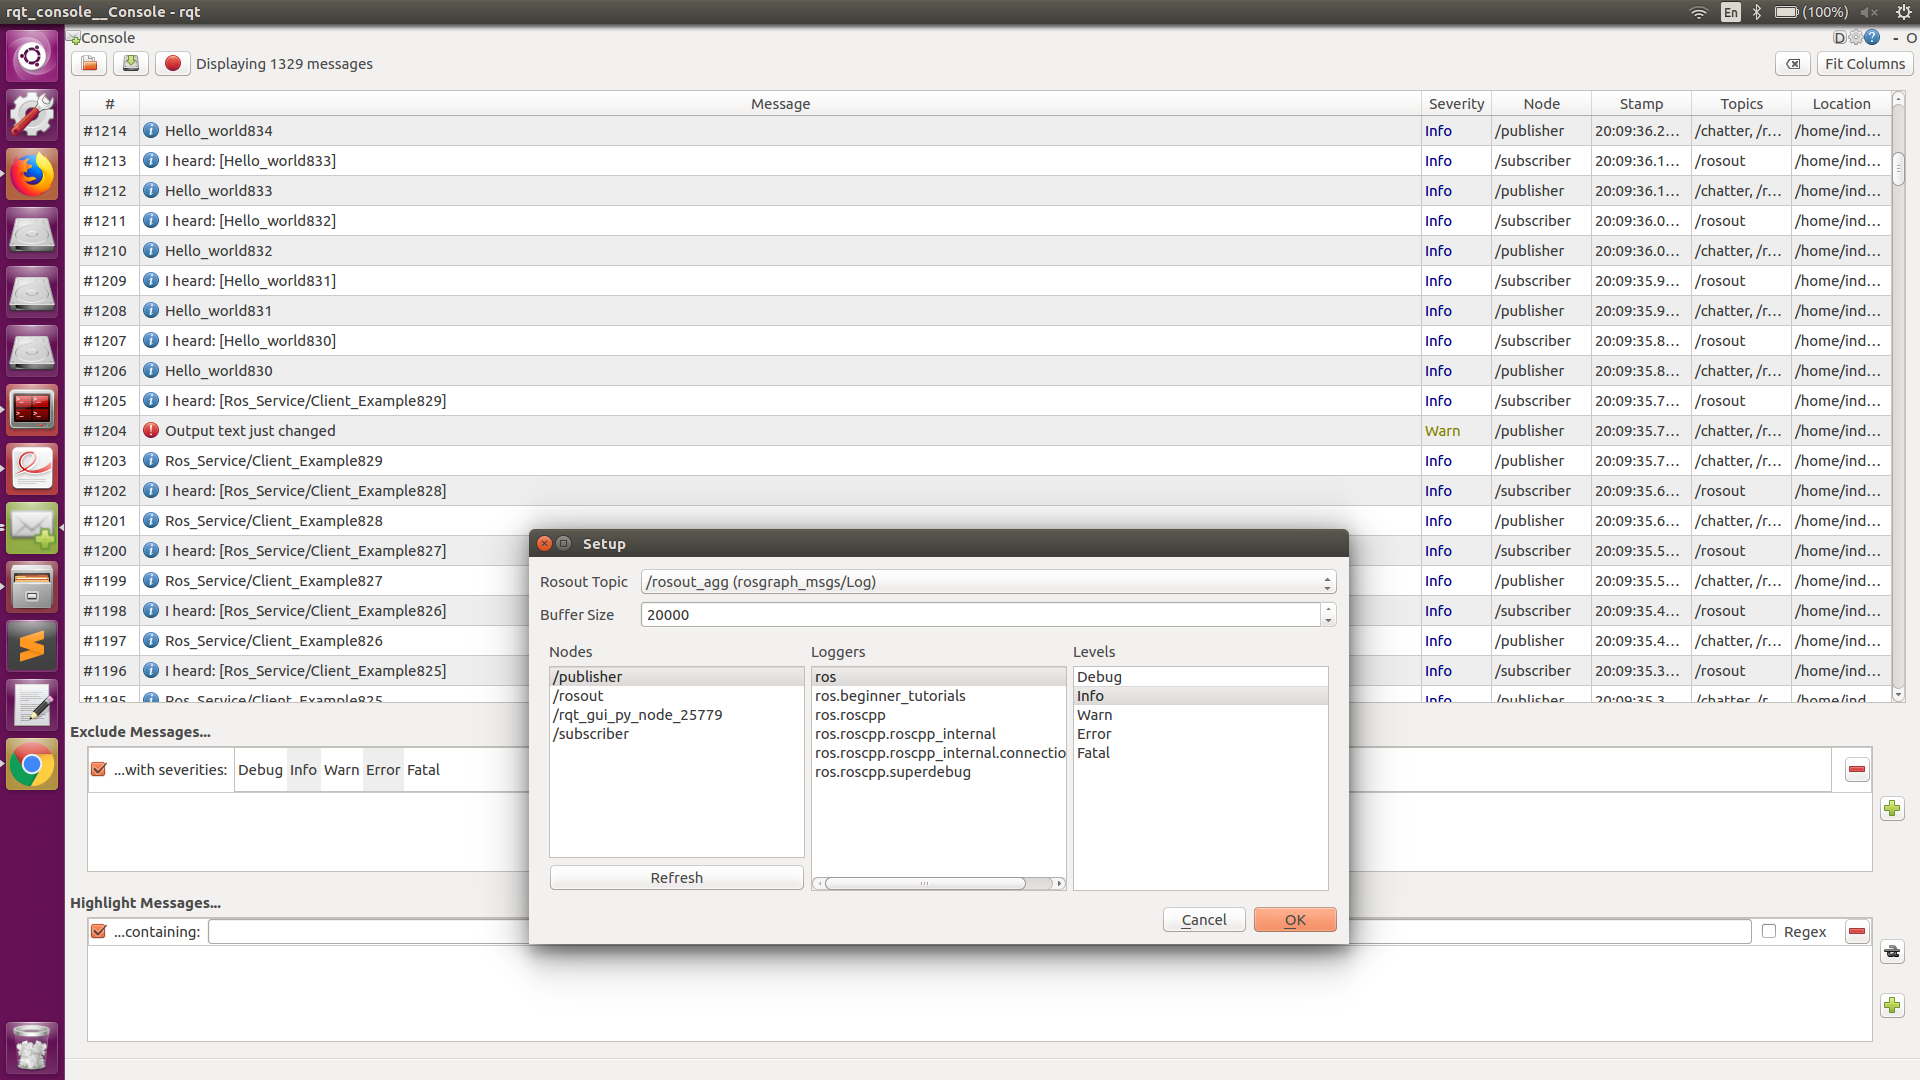 rqt_console__Console - rqt
En (100%)
Console
D - O
Displaying 1329 messages
Fit Columns
# Message Severity Node Stamp Topics Location
#1214 Hello_world834 Info /publisher 20:09:36.2... /chatter, /r... /home/ind...
#1213 I heard: [Hello_world833] Info /subscriber 20:09:36.1... /rosout /home/ind...
#1212 Hello_world833 Info /publisher 20:09:36.1... /chatter, /r... /home/ind...
#1211 I heard: [Hello_world832] Info /subscriber 20:09:36.0... /rosout /home/ind...
#1210 Hello_world832 Info /publisher 20:09:36.0... /chatter, /r... /home/ind...
#1209 I heard: [Hello_world831] Info /subscriber 20:09:35.9... /rosout /home/ind...
#1208 Hello_world831 Info /publisher 20:09:35.9... /chatter, /r... /home/ind...
#1207 I heard: [Hello_world830] Info /subscriber 20:09:35.8... /rosout /home/ind...
#1206 Hello_world830 Info /publisher 20:09:35.8... /chatter, /r... /home/ind...
#1205 I heard: [Ros_Service/Client_Example829] Info /subscriber 20:09:35.7... /rosout /home/ind...
#1204 Output text just changed Warn /publisher 20:09:35.7... /chatter, /r... /home/ind...
#1203 Ros_Service/Client_Example829 Info /publisher 20:09:35.7... /chatter, /r... /home/ind...
#1202 I heard: [Ros_Service/Client_Example828] Info /subscriber 20:09:35.6... /rosout /home/ind...
#1201 Ros_Service/Client_Example828 Info /publisher 20:09:35.6... /chatter, /r... /home/ind...
#1200 I heard: [Ros_Service/Client_Example827] Info /subscriber 20:09:35.5... /rosout /home/ind...
#1199 Ros_Service/Client_Example827 Info /publisher 20:09:35.5... /chatter, /r... /home/ind...
#1198 I heard: [Ros_Service/Client_Example826] Info /subscriber 20:09:35.4... /rosout /home/ind...
#1197 Ros_Service/Client_Example826 Info /publisher 20:09:35.4... /chatter, /r... /home/ind...
#1196 I heard: [Ros_Service/Client_Example825] Info /subscriber 20:09:35.3... /rosout /home/ind...
#1195 Ros_Service/Client_Example825 Info /publisher 20:09:35.3... /chatter, /r... /home/ind...
Setup
Rosout Topic /rosout_agg (rosgraph_msgs/Log)
Buffer Size 20000
Nodes
/publisher
/rosout
/rqt_gui_py_node_25779
/subscriber
Refresh
Loggers
ros
ros.beginner_tutorials
ros.roscpp
ros.roscpp.roscpp_internal
ros.roscpp.roscpp_internal.connectio
ros.roscpp.superdebug
Levels
Debug
Info
Warn
Error
Fatal
Cancel OK
Exclude Messages...
...with severities: Debug Info Warn Error Fatal
Highlight Messages...
...containing: Regex